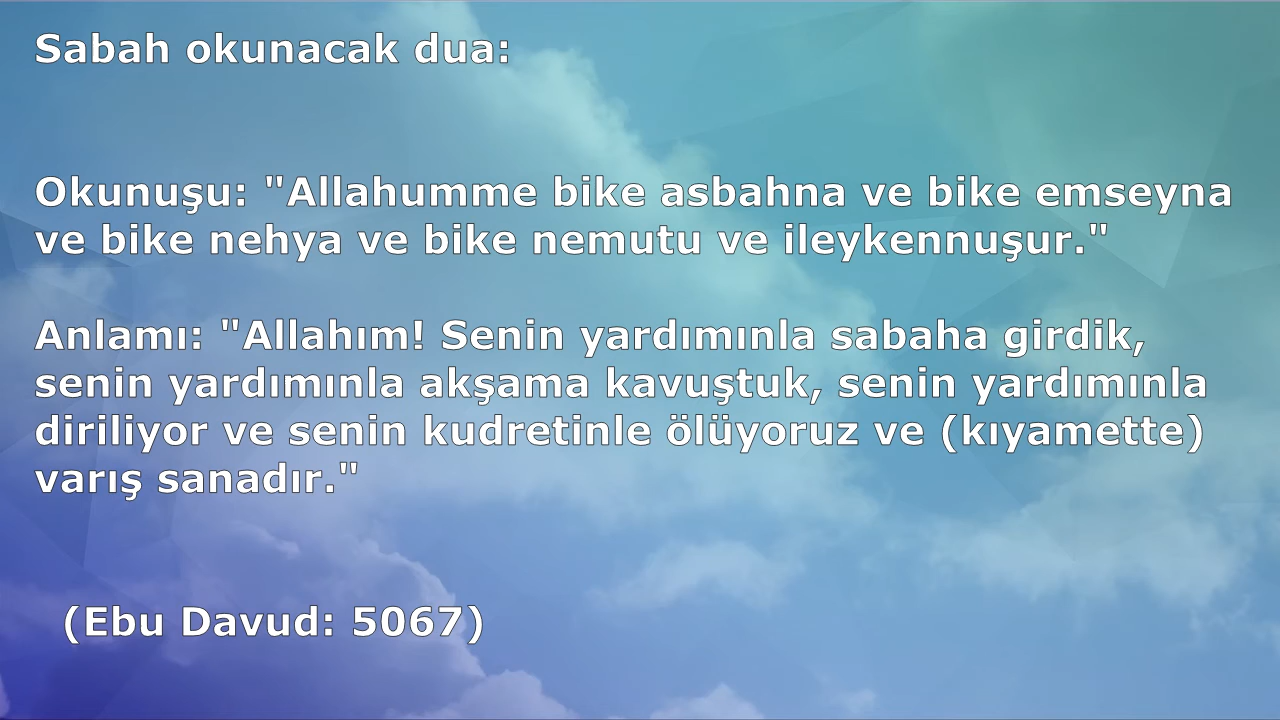 Sabah okunacak dua:
Okunuşu: "Allahumme bike asbahna ve bike emseyna
ve bike nehya ve bike nemutu ve ileykennuşur."
Anlamı: "Allahım! Senin yardımınla sabaha girdik,
senin yardımınla akşama kavuştuk, senin yardımınla
diriliyor ve senin kudretinle ölüyoruz ve (kıyamette)
varış sanadır."
(Ebu Davud: 5067)